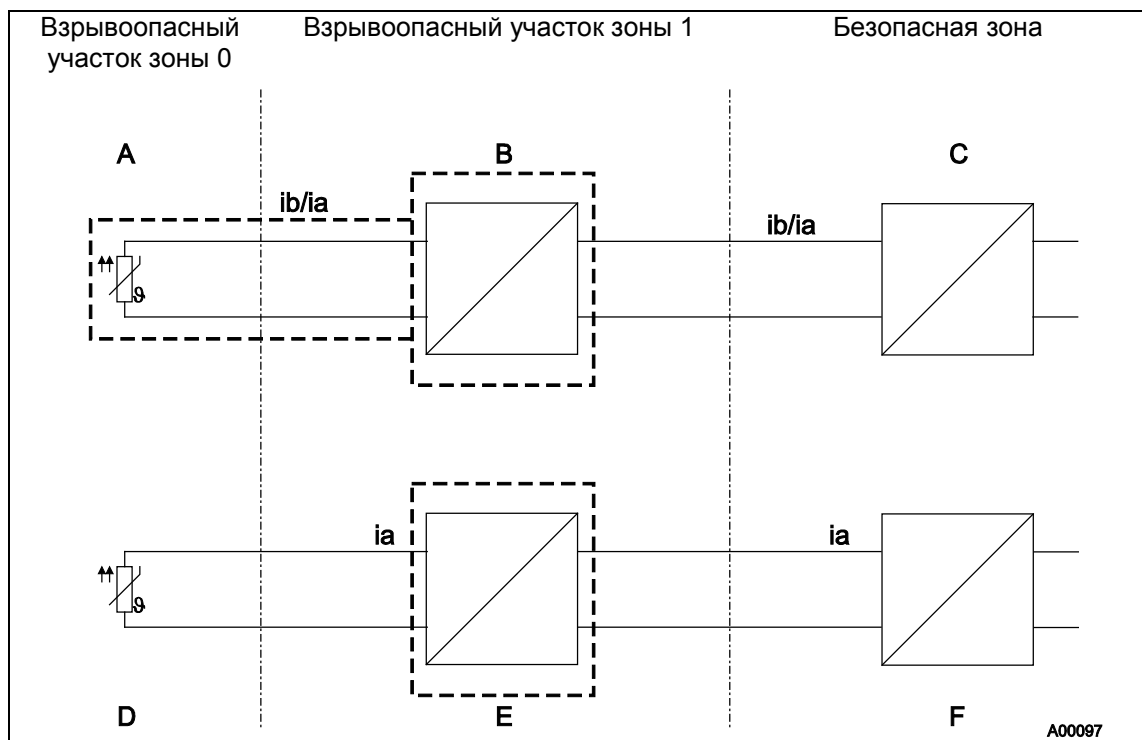 Взрывоопасный участок зоны 0
Взрывоопасный участок зоны 1
Безопасная зона
A
B
C
ib/ia
ib/ia
ϑ
ia
ia
ϑ
D
E
F
A00097